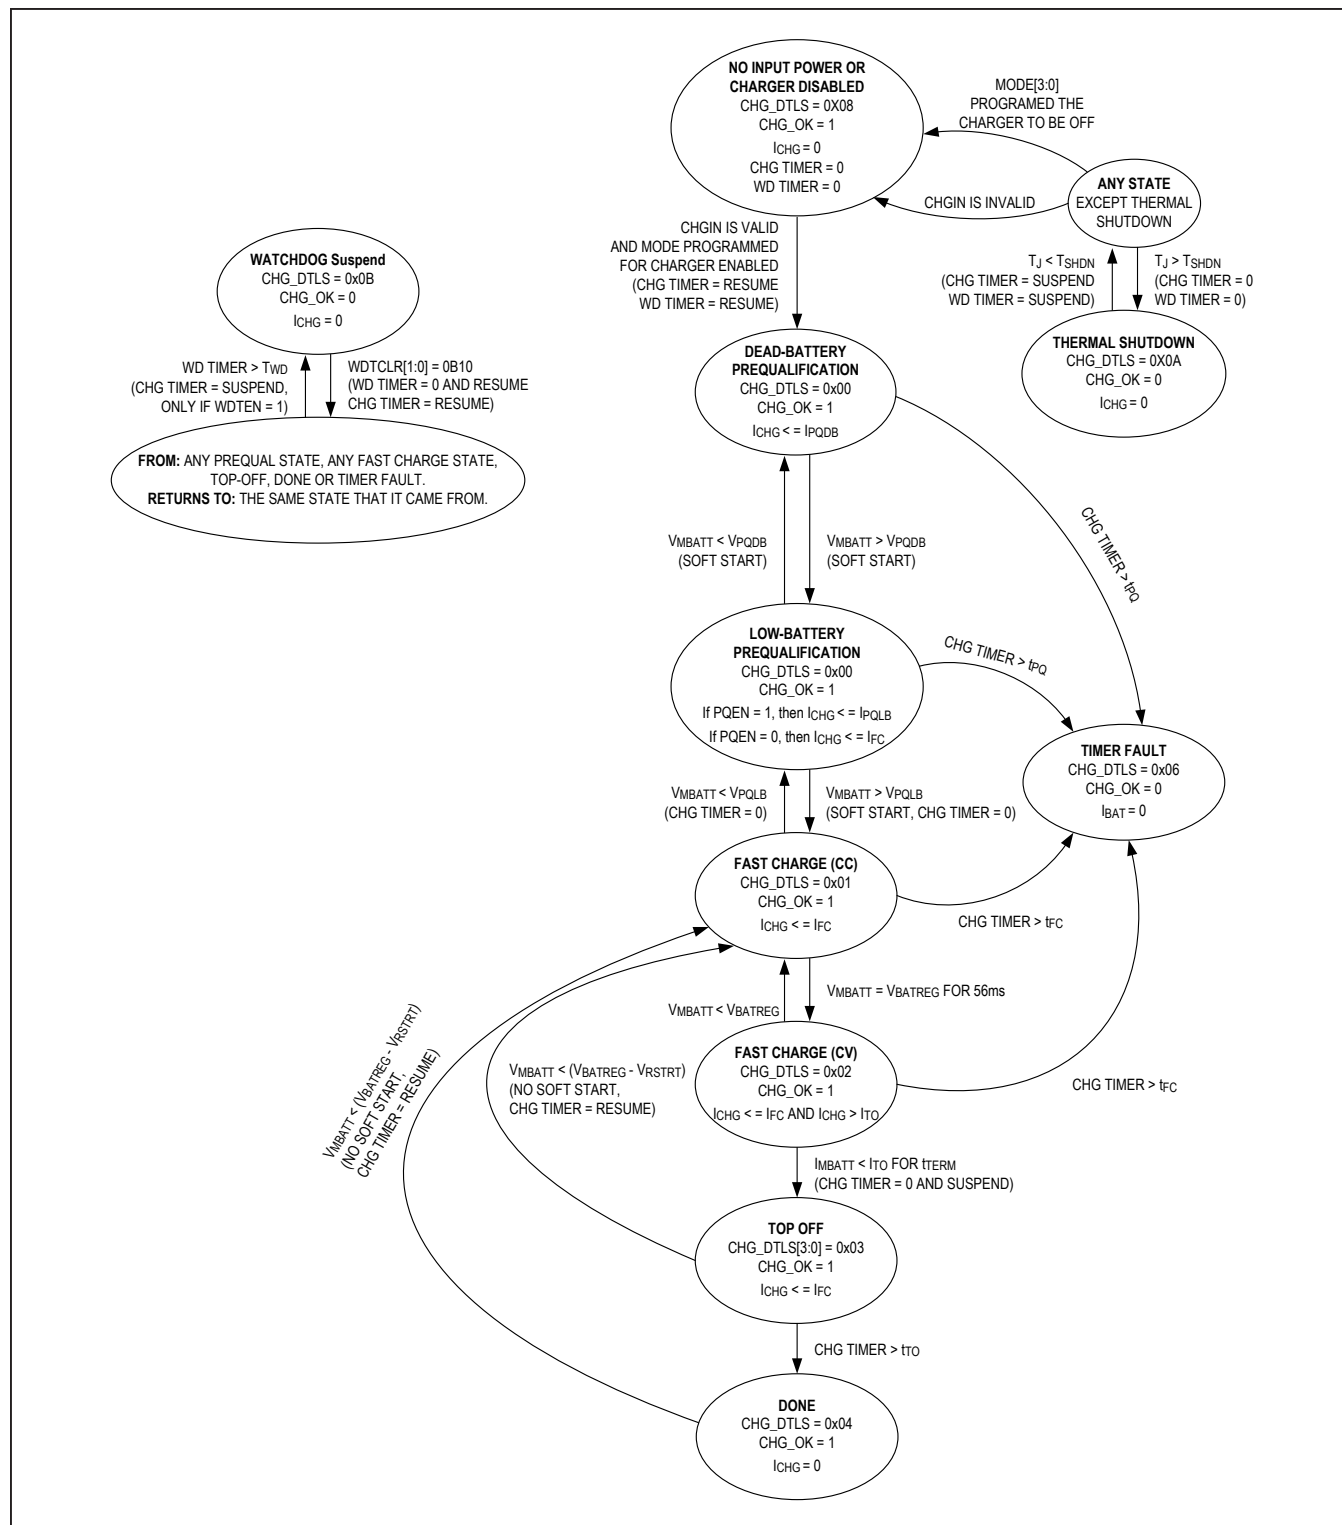 NO INPUT POWER OR
CHARGER DISABLED
CHG_DTLS = 0X08
CHG_OK = 1
ICHG = 0
CHG TIMER = 0
WD TIMER = 0
MODE[3:0]
PROGRAMED THE
CHARGER TO BE OFF
CHGIN IS INVALID
ANY STATE
EXCEPT THERMAL
SHUTDOWN
TJ < TSHDN
(CHG TIMER = SUSPEND
WD TIMER = SUSPEND)
TJ > TSHDN
(CHG TIMER = 0
WD TIMER = 0)
THERMAL SHUTDOWN
CHG_DTLS = 0X0A
CHG_OK = 0
ICHG = 0
CHGIN IS VALID
AND MODE PROGRAMMED
FOR CHARGER ENABLED
(CHG TIMER = RESUME
WD TIMER = RESUME)
WATCHDOG Suspend
CHG_DTLS = 0x0B
CHG_OK = 0
ICHG = 0
WD TIMER > TWD
(CHG TIMER = SUSPEND,
ONLY IF WDTEN = 1)
WDTCLR[1:0] = 0B10
(WD TIMER = 0 AND RESUME
CHG TIMER = RESUME)
FROM: ANY PREQUAL STATE, ANY FAST CHARGE STATE,
TOP-OFF, DONE OR TIMER FAULT.
RETURNS TO: THE SAME STATE THAT IT CAME FROM.
DEAD-BATTERY
PREQUALIFICATION
CHG_DTLS = 0x00
CHG_OK = 1
ICHG < = IPQDB
VMBATT < VPQDB
(SOFT START)
VMBATT > VPQDB
(SOFT START)
CHG TIMER > tPQ
LOW-BATTERY
PREQUALIFICATION
CHG_DTLS = 0x00
CHG_OK = 1
If PQEN = 1, then ICHG < = IPQLB
If PQEN = 0, then ICHG < = IFC
CHG TIMER > tPQ
TIMER FAULT
CHG_DTLS = 0x06
CHG_OK = 0
IBAT = 0
VMBATT < VPQLB
(CHG TIMER = 0)
VMBATT > VPQLB
(SOFT START, CHG TIMER = 0)
FAST CHARGE (CC)
CHG_DTLS = 0x01
CHG_OK = 1
ICHG < = IFC
CHG TIMER > tFC
VMBATT < VBATREG
VMBATT = VBATREG FOR 56ms
FAST CHARGE (CV)
CHG_DTLS = 0x02
CHG_OK = 1
ICHG < = IFC AND ICHG > ITO
CHG TIMER > tFC
VMBATT < (VBATREG - VRSTRT)
(NO SOFT START,
CHG TIMER = RESUME)
VMBATT < (VBATREG - VRSTRT)
(NO SOFT START,
CHG TIMER = RESUME)
IMBATT < ITO FOR tTERM
(CHG TIMER = 0 AND SUSPEND)
TOP OFF
CHG_DTLS[3:0] = 0x03
CHG_OK = 1
ICHG < = IFC
CHG TIMER > tTO
DONE
CHG_DTLS = 0x04
CHG_OK = 1
ICHG = 0